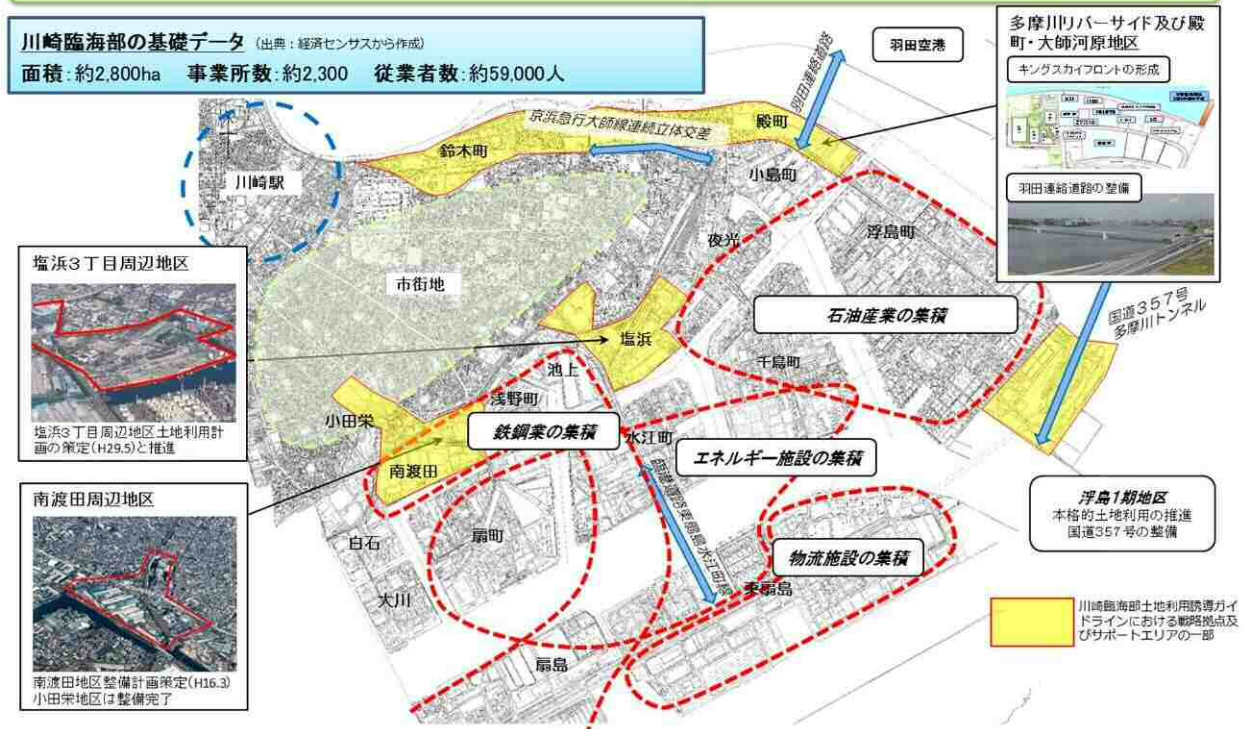 川崎臨海部の基礎データ (出典:経済センサスから作成)
面積:約2,800ha 事業所数:約2,300 従業者数:約59,000人
羽田空港
羽田連絡道路
多摩川リバーサイド及び殿
町・大師河原地区
キングスカイフロントの形成
羽田連絡道路の整備
京浜急行大師線連続立体交差
殿町
鈴木町
小島町
川崎駅
夜光
浮島町
市街地
塩浜3丁目周辺地区
塩浜3丁目周辺地区土地利用計
画の策定(H29.5)と推進
石油産業の集積
国道357号
多摩川トンネル
塩浜
千鳥町
池上
浅野町
小田栄
鉄鋼業の集積
水江町
エネルギー施設の集積
南渡田
南渡田周辺地区
南渡田地区整備計画策定(H16.3)
小田栄地区は整備完了
臨港道路東扇島水江町線
浮島1期地区
本格的土地利用の推進
国道357号の整備
扇町
白石
大川
物流施設の集積
東扇島
扇島
川崎臨海部土地利用誘導ガイ
ドラインにおける戦略拠点及
びサポートエリアの一部